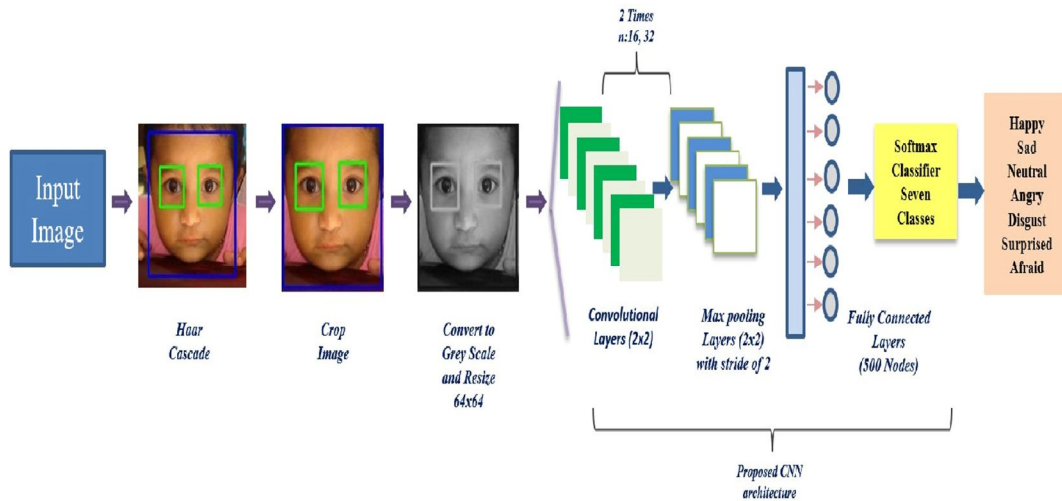 2 Times
n:16, 32
Input
Image
Softmax
Classifier
Seven
Classes
Happy
Sad
Neutral
Angry
Disgust
Surprised
Afraid
Haar
Cascade
Crop
Image
Convert to
Grey Scale
and Resize
64x64
Convolutional
Layers (2x2)
Max pooling
Layers (2x2)
with stride of 2
Fully Connected
Layers
(500 Nodes)
Proposed CNN
architecture